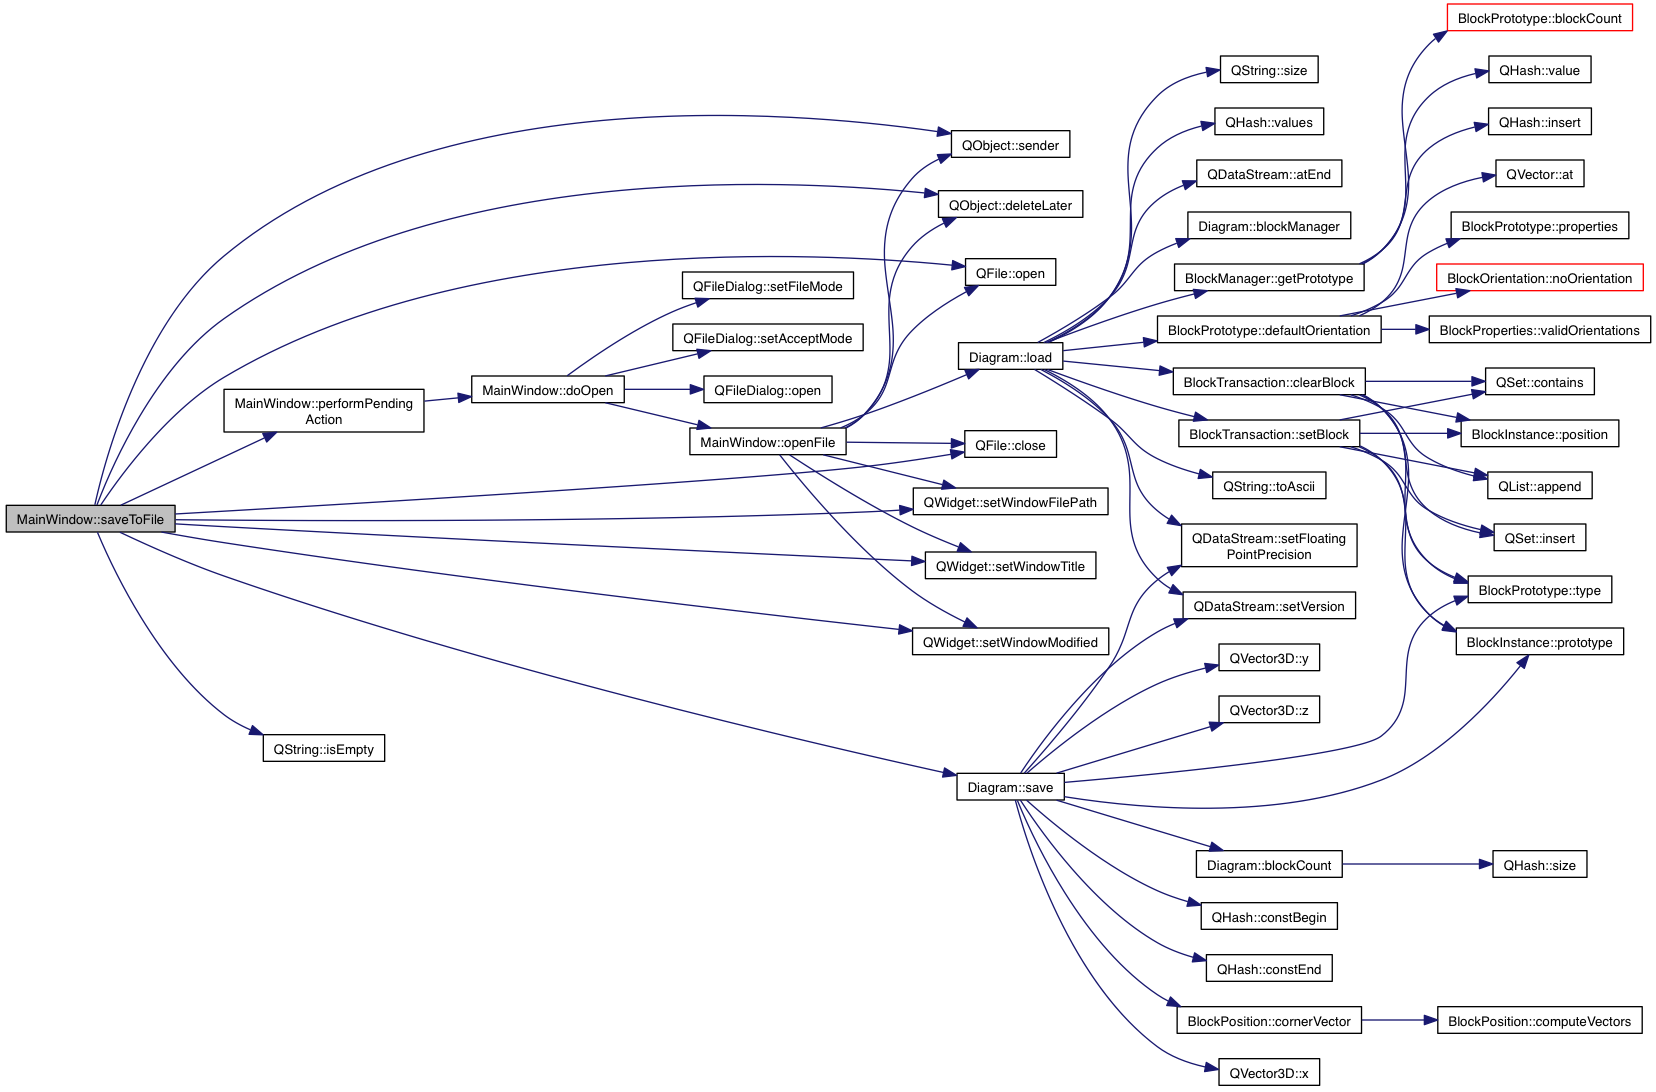 BlockPrototype::blockCount
QString::size
QHash::value
QHash::values
QHash::insert
QObject::sender
QDataStream::atEnd
QVector::at
QObject::deleteLater
Diagram::blockManager
BlockPrototype::properties
QFile::open
BlockManager::getPrototype
BlockOrientation::noOrientation
QFileDialog::setFileMode
BlockPrototype::defaultOrientation
BlockProperties::validOrientations
QFileDialog::setAcceptMode
Diagram::load
MainWindow::doOpen
QFileDialog::open
BlockTransaction::clearBlock
QSet::contains
MainWindow::performPending
Action
MainWindow::openFile
QFile::close
BlockTransaction::setBlock
BlockInstance::position
QString::toAscii
QList::append
QWidget::setWindowFilePath
MainWindow::saveToFile
QDataStream::setFloating
PointPrecision
QSet::insert
QWidget::setWindowTitle
QDataStream::setVersion
BlockPrototype::type
QWidget::setWindowModified
BlockInstance::prototype
QVector3D::y
QVector3D::z
QString::isEmpty
Diagram::save
Diagram::blockCount
QHash::size
QHash::constBegin
QHash::constEnd
BlockPosition::cornerVector
BlockPosition::computeVectors
QVector3D::x